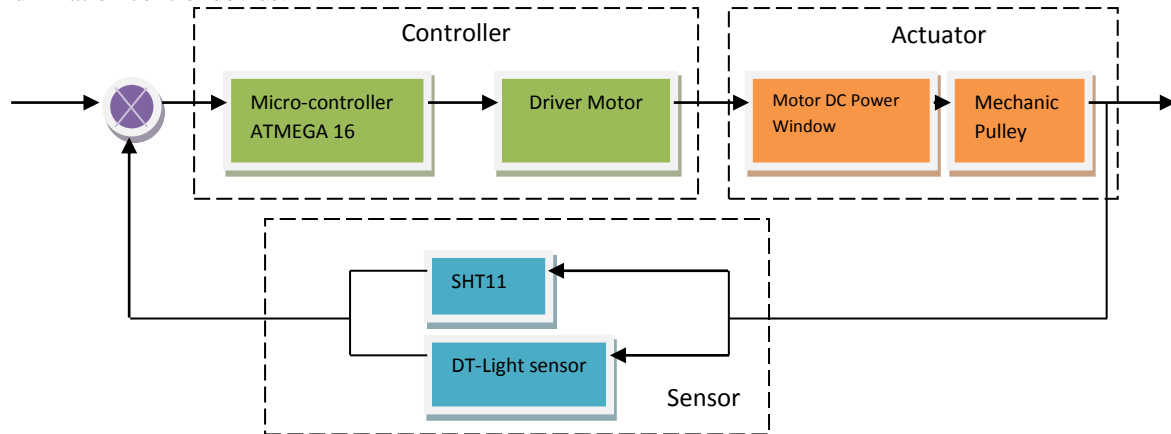 Controller
Actuator
Micro-controller
ATMEGA 16
Driver Motor
Motor DC Power
Window
Mechanic
Pulley
SHT11
DT-Light sensor
Sensor